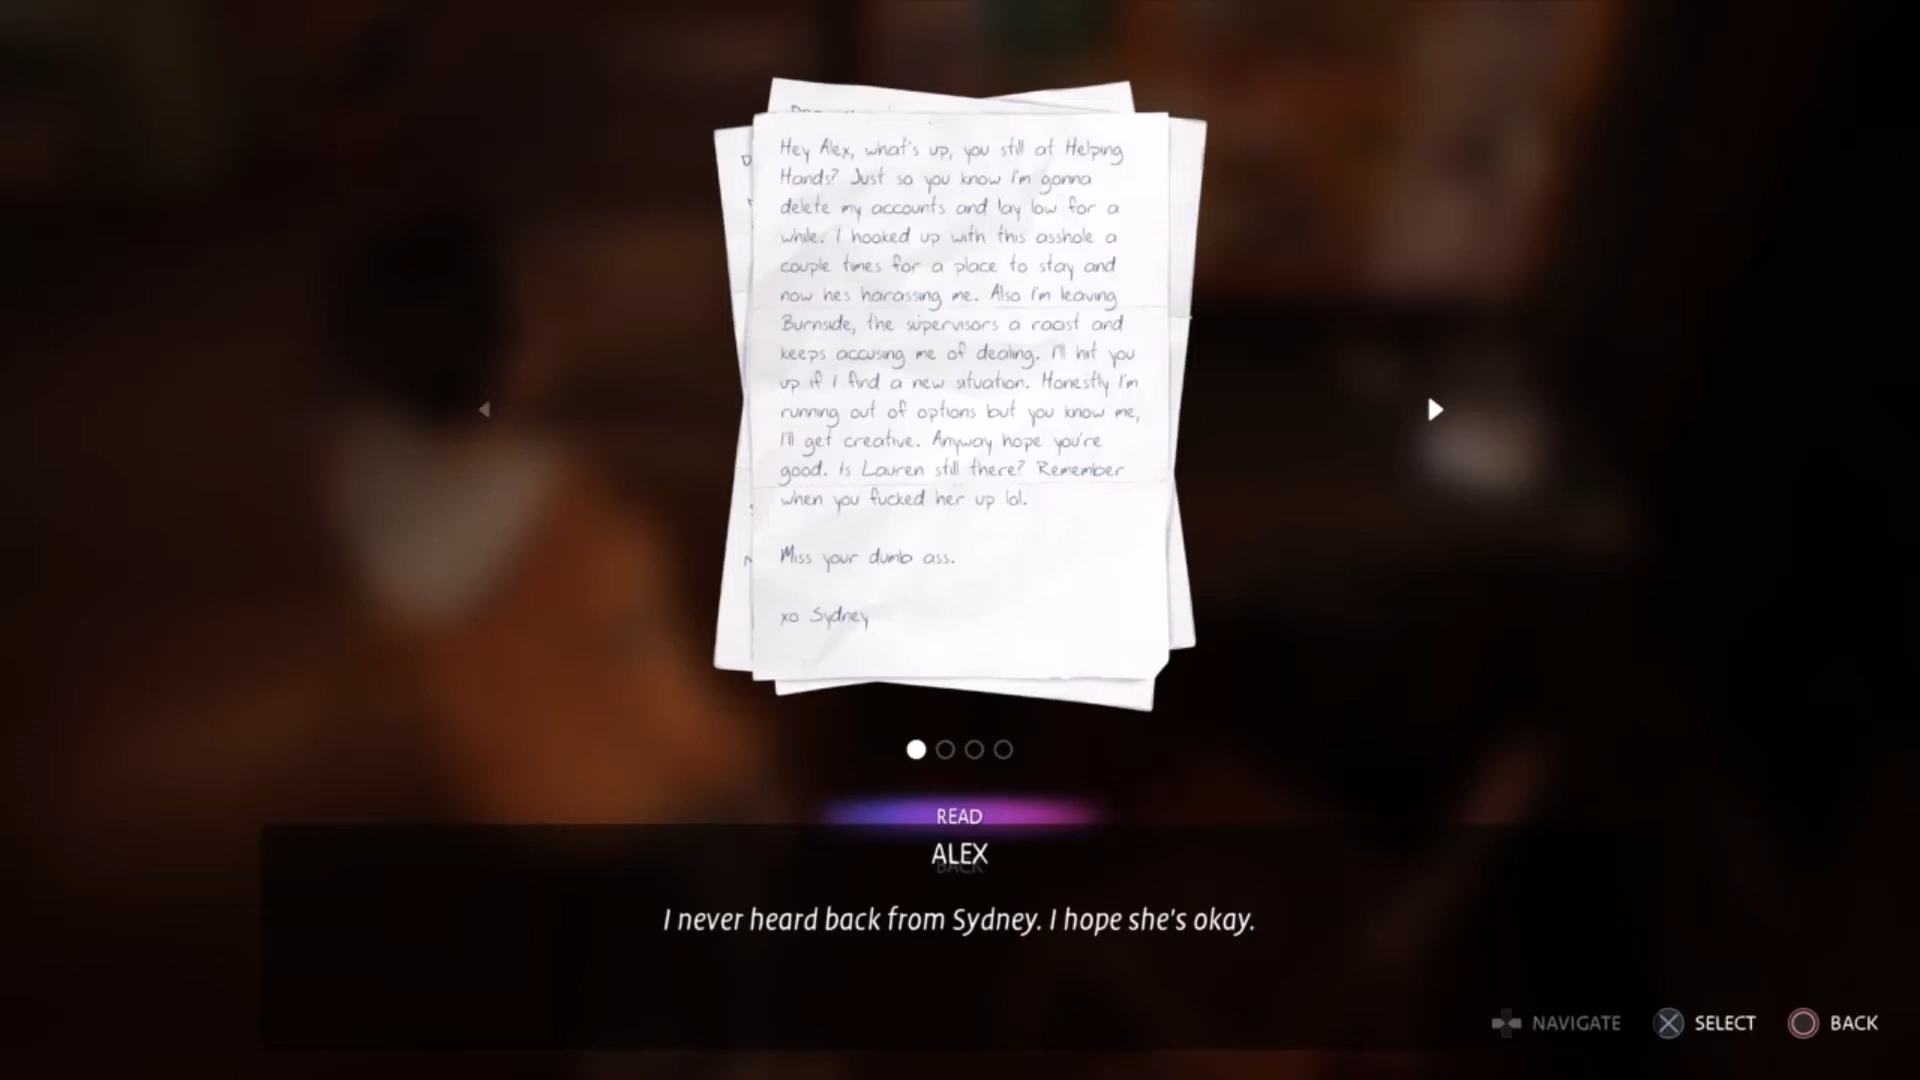 Hey Alex, what's up, you still at Helping
Hands? Just so you know I'm gonna
delete my accounts and lay low for a
while. I hooked up with this asshole a
couple times for a place to stay and
now hes harassing me. Also I'm leaving
Burnside, the supervisors a racist and
keeps accusing me of dealing. I'll hit you
up if I find a new situation. Honestly I'm
running out of options but you know me,
I'll get creative. Anyway hope you're
good. Is Lauren still there? Remember
when you fucked her up lol.
Miss your dumb ass.
xo Sydney
READ
ALEX
BACK
I never heard back from Sydney. I hope she's okay.
NAVIGATE
SELECT
BACK